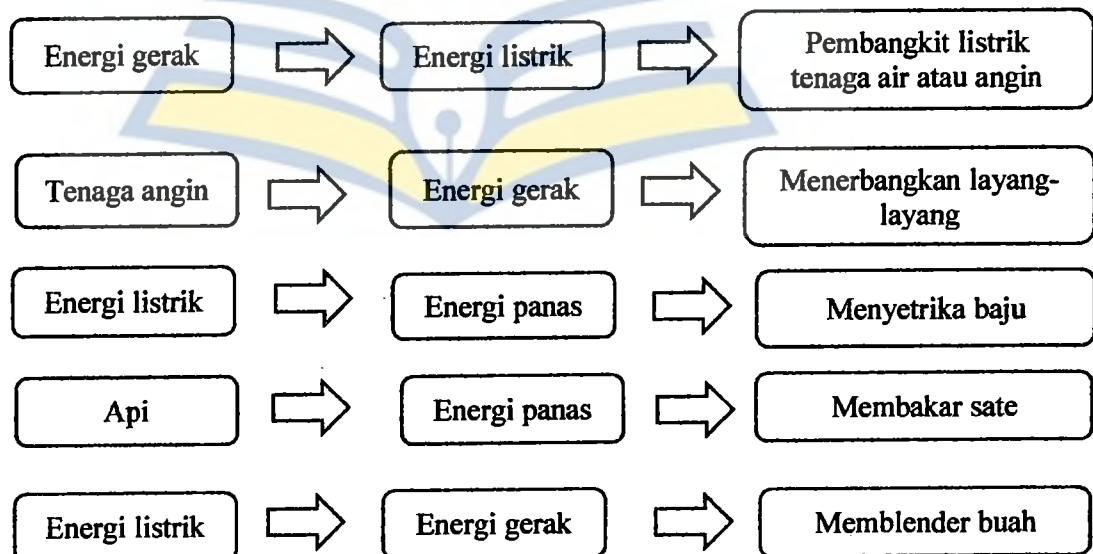 Energi gerak
Energi listrik
Pembangkit listrik
tenaga air atau angin
Tenaga angin
Energi gerak
Menerbangkan layang-
layang
Energi listrik
Energi panas
Menyetrika baju
Api
Energi panas
Membakar sate
Energi listrik
Energi gerak
Memblender buah